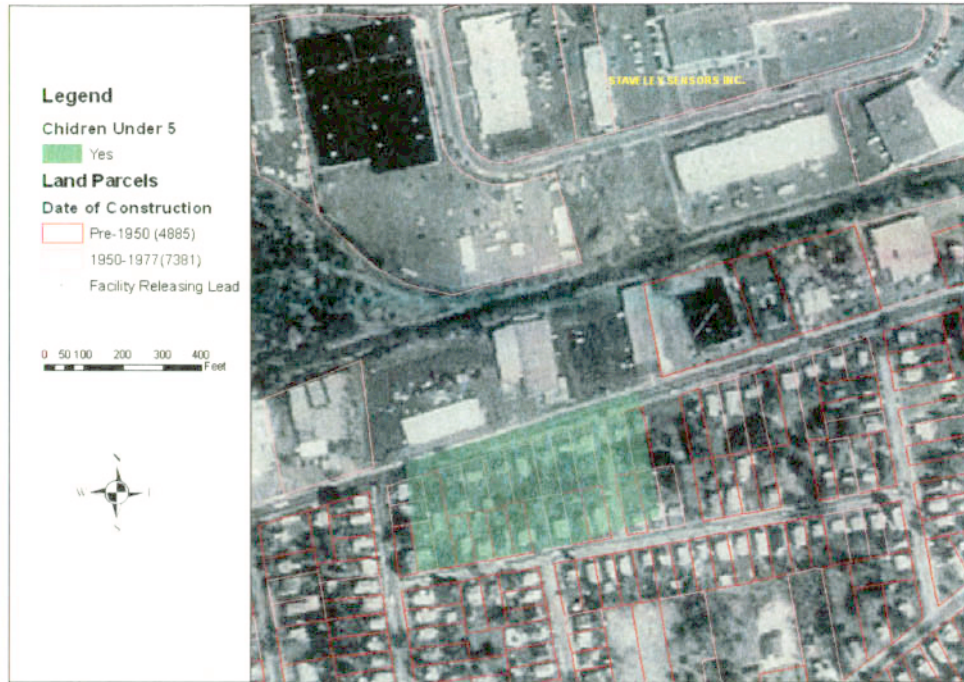 Legend
Chidren Under 5
Yes
Land Parcels
Date of Construction
Pre-1950 (4885)
1950-1977(7381)
Facility Releasing Lead
0 50 100 200 300 400
Feet
W
STAVELEY SENSORS INC.